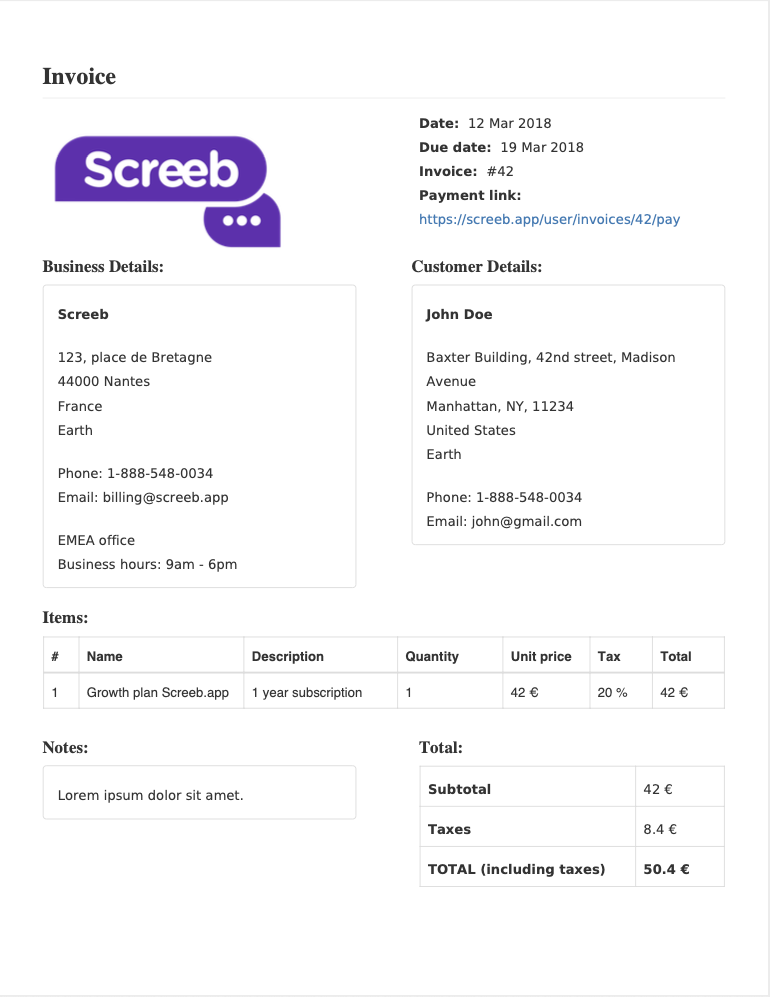 Invoice
Screeb
Date: 12 Mar 2018
Due date: 19 Mar 2018
Invoice: #42
Payment link:
https://screeb.app/user/invoices/42/pay
Business Details:
Screeb
123, place de Bretagne
44000 Nantes
France
Earth
Phone: 1-888-548-0034
Email: billing@screeb.app
EMEA office
Business hours: 9am - 6pm
Customer Details:
John Doe
Baxter Building, 42nd street, Madison
Avenue
Manhattan, NY, 11234
United States
Earth
Phone: 1-888-548-0034
Email: john@gmail.com
Items:
# Name Description Quantity Unit price Tax Total
1 Growth plan Screeb.app 1 year subscription 1 42 € 20 % 42 €
Notes:
Lorem ipsum dolor sit amet.
Total:
Subtotal 42 €
Taxes 8.4 €
TOTAL (including taxes) 50.4 €